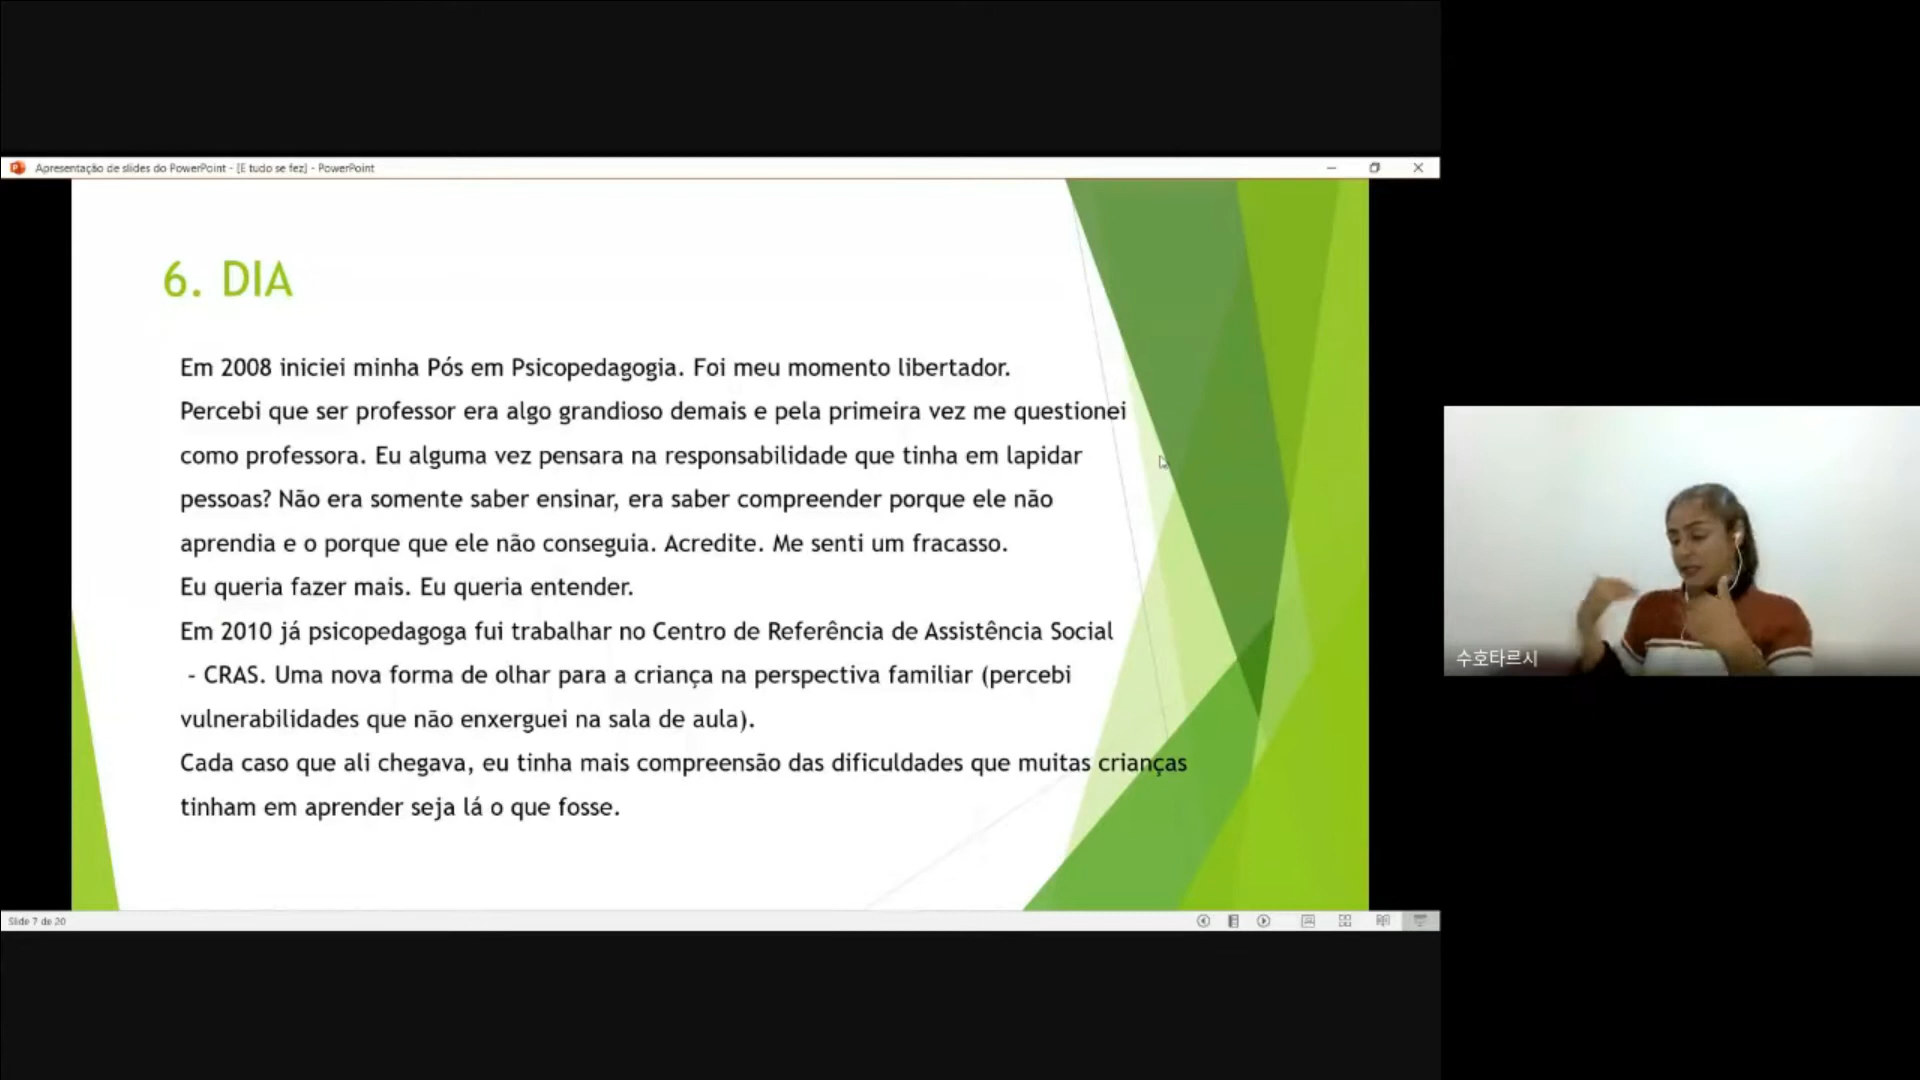 Apresentação de slides do PowerPoint - [E tudo se fez] - PowerPoint
6. DIA
Em 2008 iniciei minha Pós em Psicopedagogia. Foi meu momento libertador.
Percebi que ser professor era algo grandioso demais e pela primeira vez me questionei
como professora. Eu alguma vez pensara na responsabilidade que tinha em lapidar
pessoas? Não era somente saber ensinar, era saber compreender porque ele não
aprendia e o porque que ele não conseguia. Acredite. Me senti um fracasso.
Eu queria fazer mais. Eu queria entender.
Em 2010 já psicopedagoga fui trabalhar no Centro de Referência de Assistência Social
- CRAS. Uma nova forma de olhar para a criança na perspectiva familiar (percebi
vulnerabilidades que não enxerguei na sala de aula).
Cada caso que ali chegava, eu tinha mais compreensão das dificuldades que muitas crianças
tinham em aprender seja lá o que fosse.
수호타르시
Slide 7 de 20